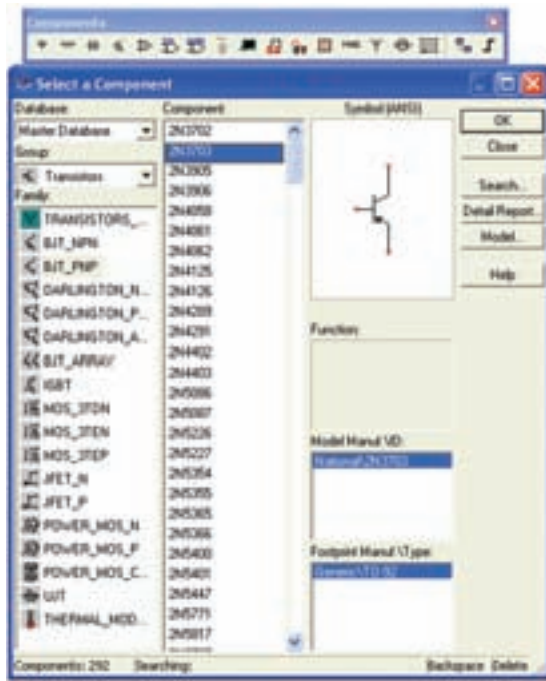 Components
Select a Component
Database:
Master Database
Group:
Transistors
Family:
TRANSISTORS_...
BJT_NPN
BJT_PNP
DARLINGTON_N...
DARLINGTON_P...
DARLINGTON_A...
BJT_ARRAY
IGBT
MOS_3TDN
MOS_3TEN
MOS_3TEP
JFET_N
JFET_P
POWER_MOS_N
POWER_MOS_P
POWER_MOS_C...
UJT
THERMAL_MOD...
Component
2N3702
2N3703
2N3905
2N3906
2N4058
2N4061
2N4062
2N4125
2N4126
2N4289
2N4291
2N4402
2N4403
2N5086
2N5087
2N5226
2N5227
2N5354
2N5355
2N5365
2N5366
2N5400
2N5401
2N5447
2N5771
2N5817
Symbol (ANSI)
Function:
Model Manuf.\ID:
National\2N3703
Footprint Manuf.\Type:
Generic\TO-92
OK
Close
Search...
Detail Report...
Model...
Help
Components: 292
Searching:
Backspace Delete